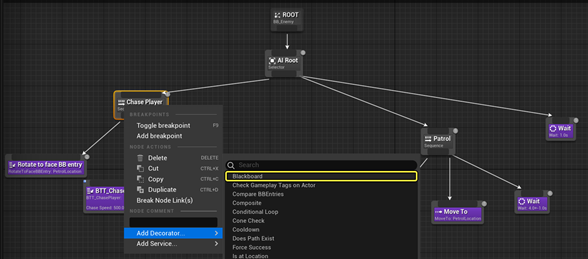 ROOT
BB_Enemy
AI Root
Selector
Chase Player
BREAKPOINTS
Toggle breakpoint F9
Add breakpoint
NODE ACTIONS
Delete DELETE
Cut CTRL+X
Copy CTRL+C
Duplicate CTRL+D
Break Node Link(s)
NODE COMMENT
Add Decorator...
Add Service...
Search
Blackboard
Check Gameplay Tags on Actor
Compare BBEntries
Composite
Conditional Loop
Cone Check
Cooldown
Does Path Exist
Force Success
Is at Location
Rotate to face BB entry
RotateToFaceBBEntry: PatrolLocation
BTT_Chas
BTT_ChasePlayer
Chase Speed: 500.0
Patrol
Sequence
Wait
Wait: 1.0s
Move To
MoveTo: PatrolLocation
Wait
Wait: 4.0+-1.0s